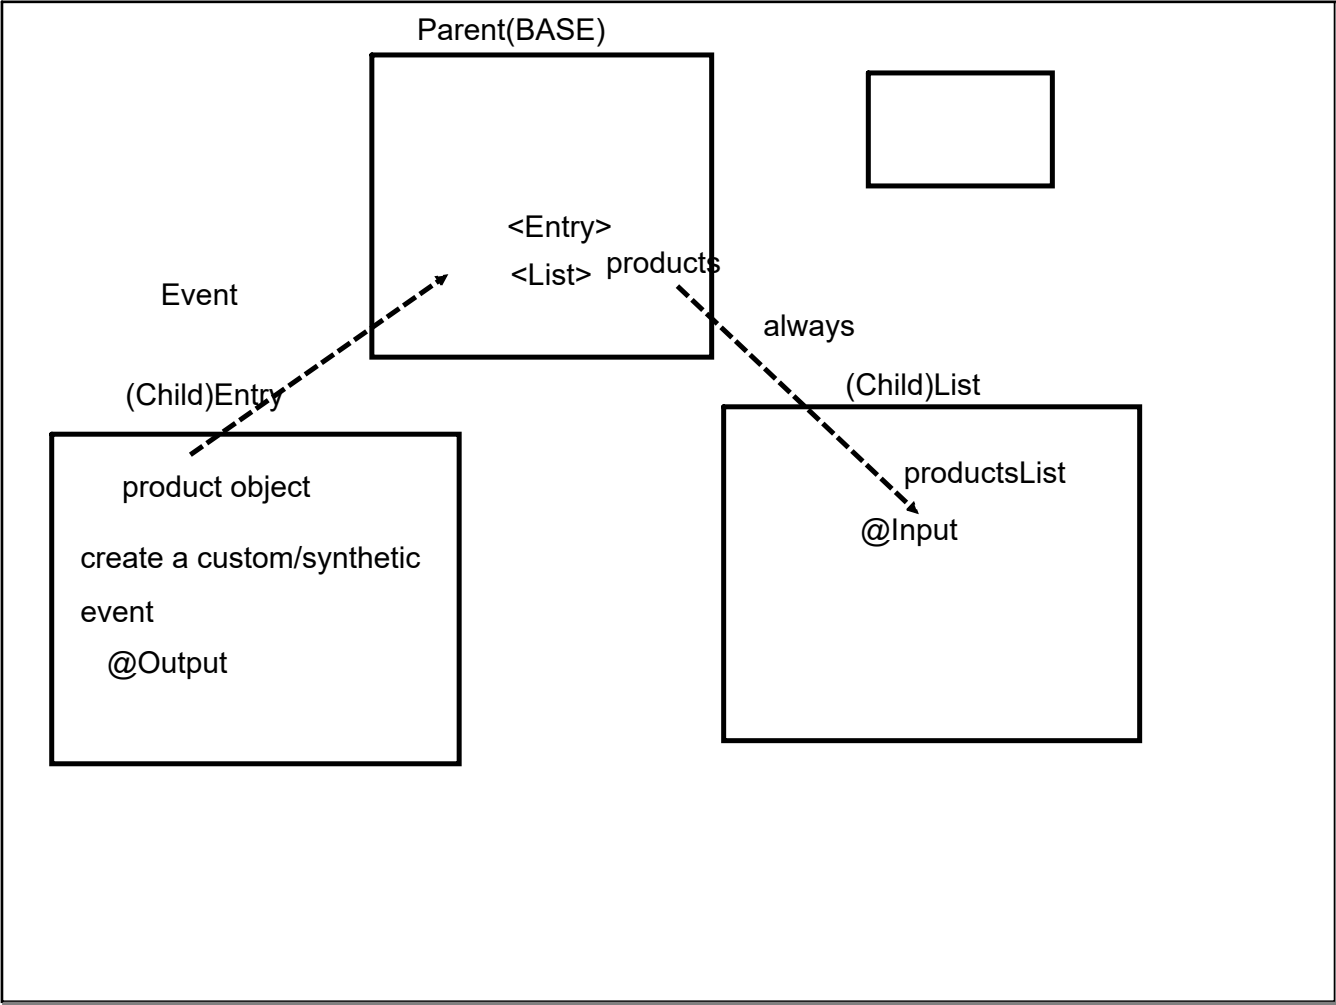 Parent(BASE)
<Entry>
<List> products
Event
always
(Child)Entry
(Child)List
product object
create a custom/synthetic
event
@Output
productsList
@Input